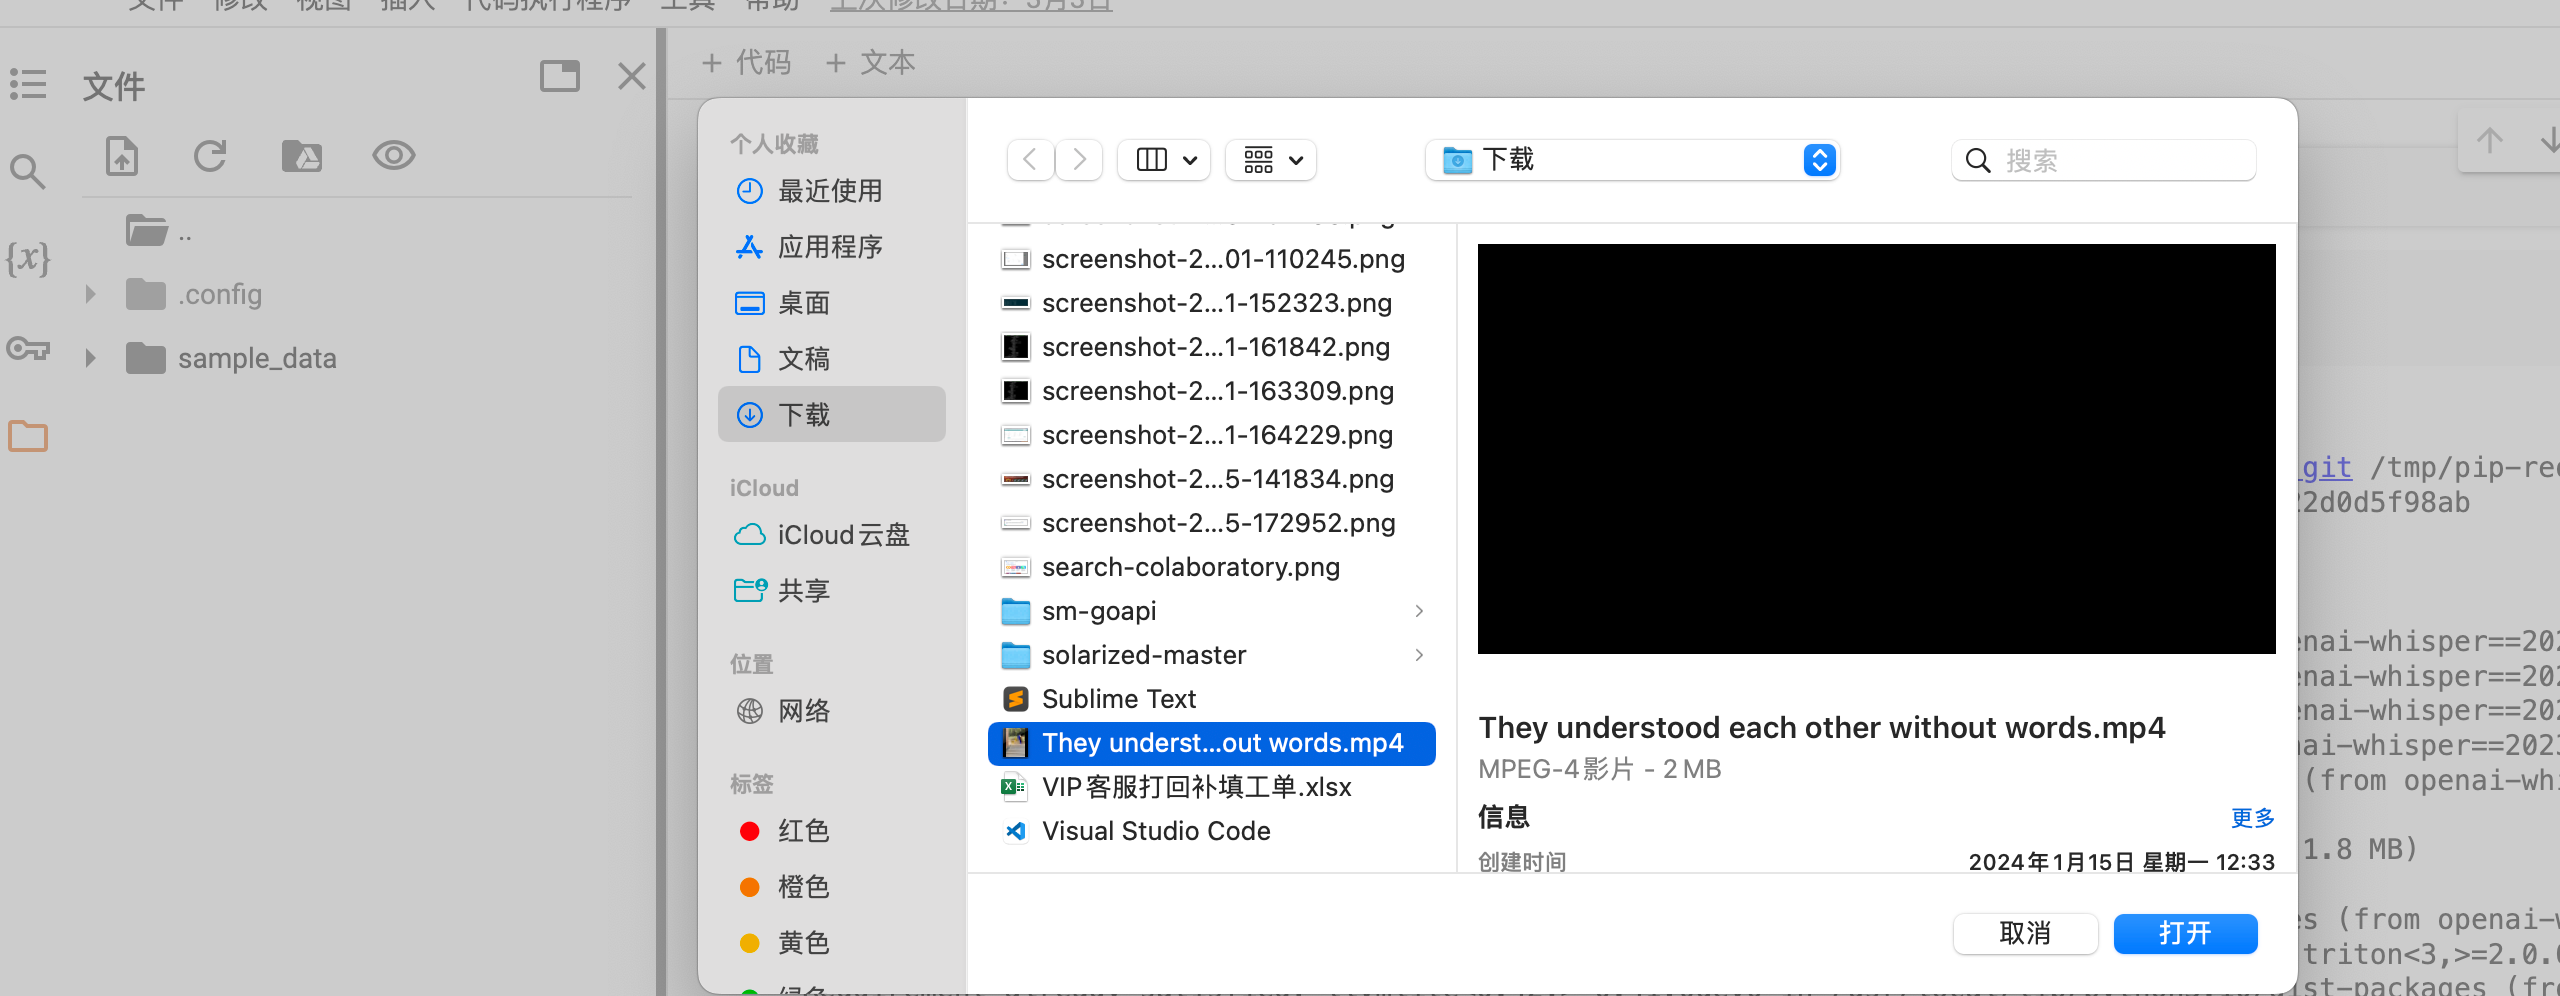 文件 修改 视图 插入 代码执行程序 工具 帮助 上次修改日期：3月3日
文件
+ 代码 + 文本
{x}
..
.config
sample_data
个人收藏
最近使用
应用程序
桌面
文稿
下载
iCloud
iCloud云盘
共享
位置
网络
标签
红色
橙色
黄色
绿色
下载
搜索
screenshot-2...01-110245.png
screenshot-2...1-152323.png
screenshot-2...1-161842.png
screenshot-2...1-163309.png
screenshot-2...1-164229.png
screenshot-2...5-141834.png
screenshot-2...5-172952.png
search-colaboratory.png
sm-goapi
solarized-master
Sublime Text
They underst...out words.mp4
VIP客服打回补填工单.xlsx
Visual Studio Code
They understood each other without words.mp4
MPEG-4影片 - 2 MB
信息 更多
创建时间 2024年1月15日 星期一 12:33
取消 打开
git /tmp/pip-re
2d0d5f98ab
enai-whisper==202
enai-whisper==202
enai-whisper==202
ai-whisper==202
(from openai-wh
1.8 MB)
s (from openai-w
triton<3,>=2.0.
st-packages (fr